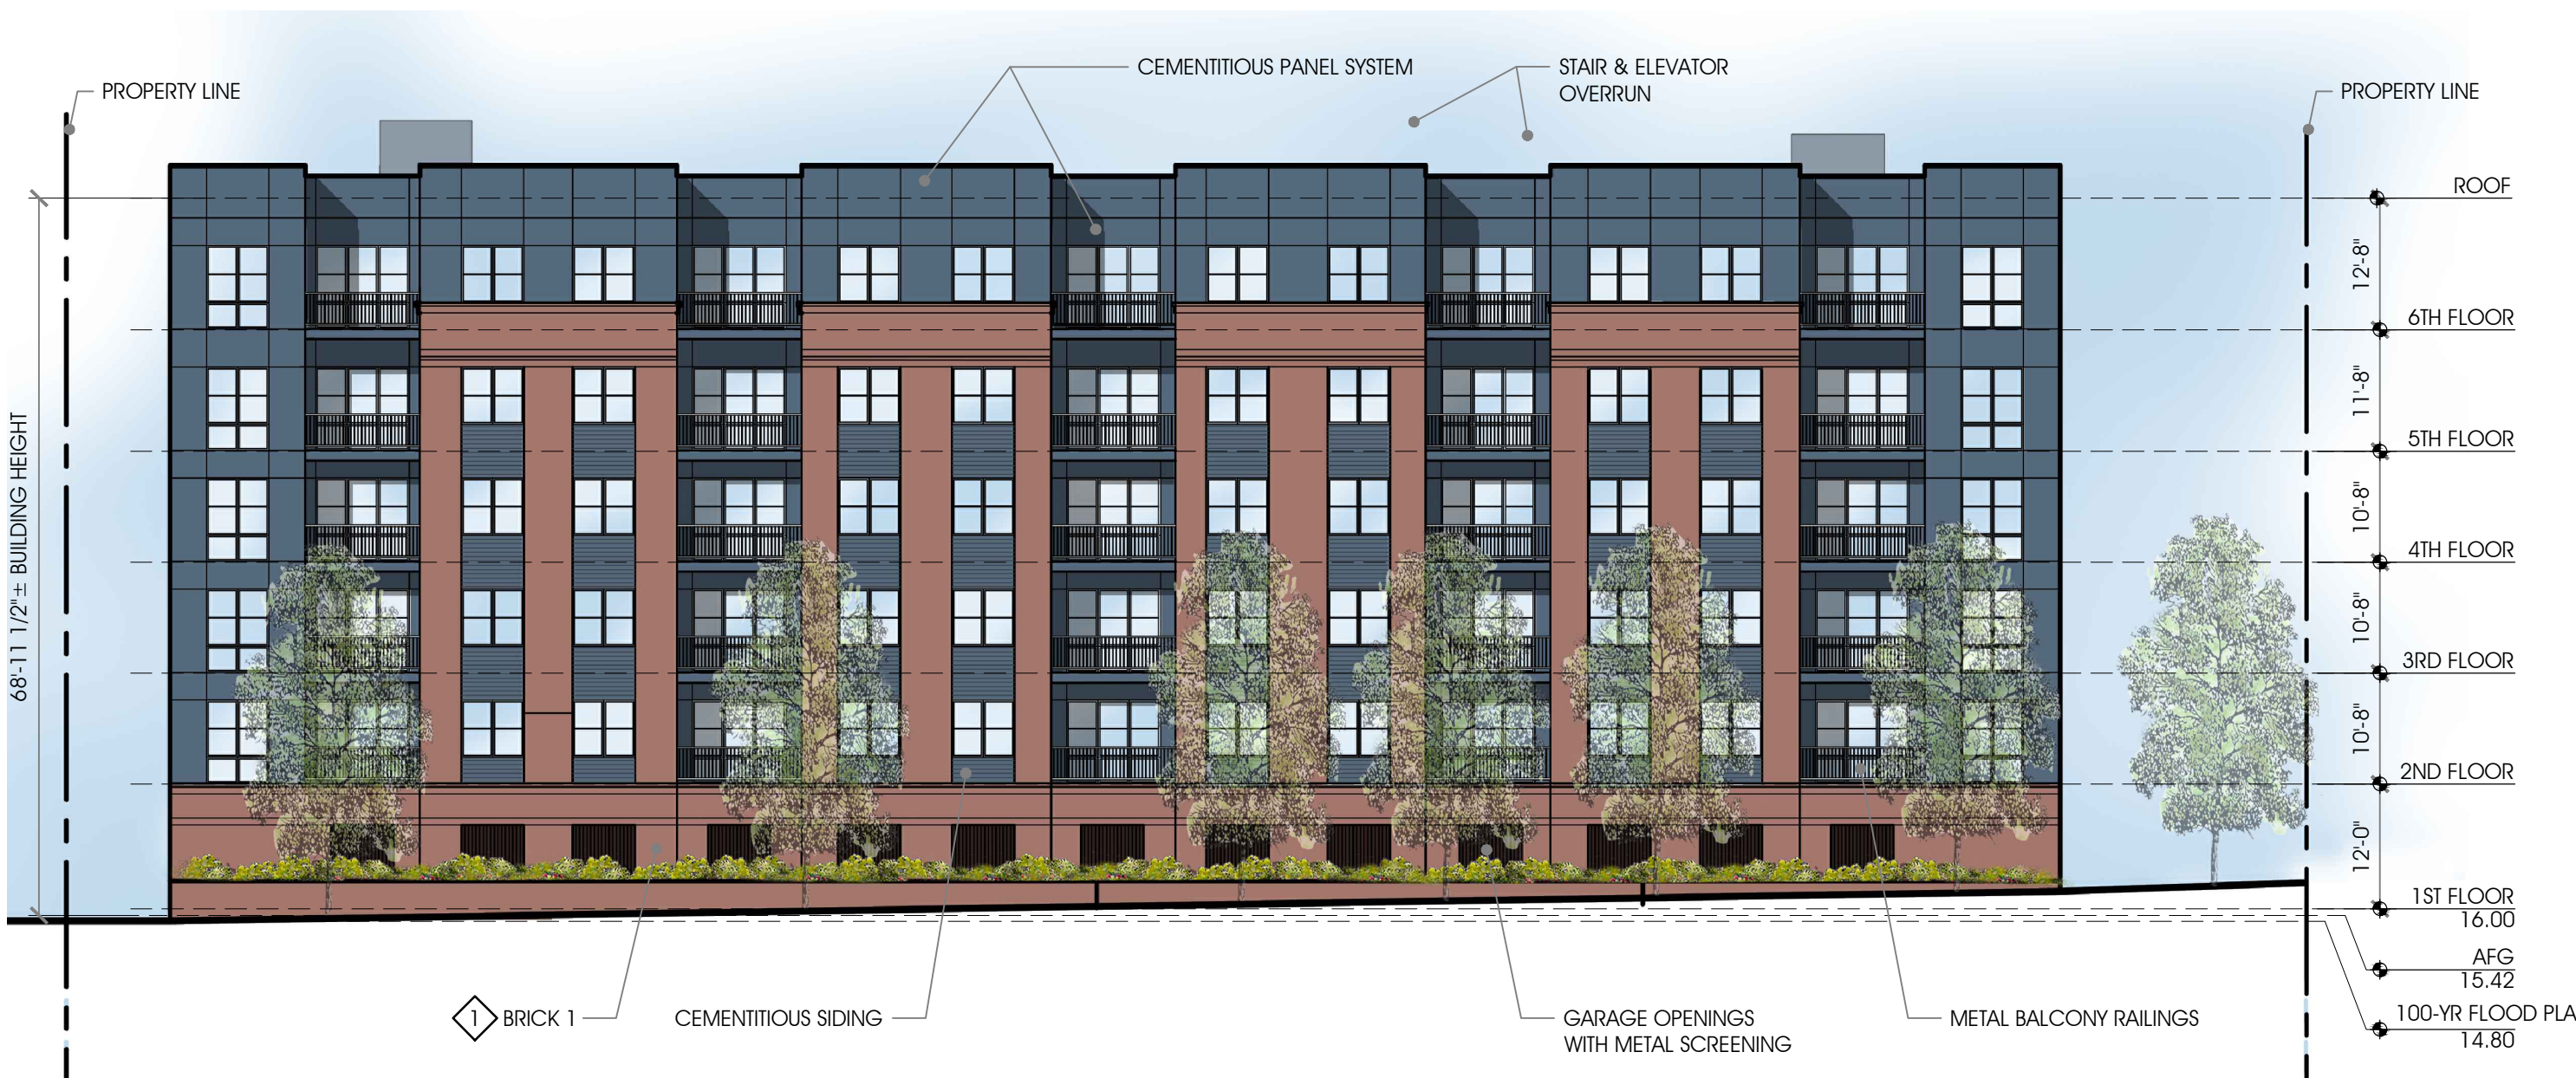 CEMENTITIOUS PANEL SYSTEM
STAIR & ELEVATOR
OVERRUN
PROPERTY LINE
PROPERTY LINE
ROOF
12'-8"
6TH FLOOR
11'-8"
5TH FLOOR
10'-8"
4TH FLOOR
10'-8"
3RD FLOOR
10'-8"
2ND FLOOR
12'-0"
1ST FLOOR
16.00
AFG
15.42
100-YR FLOOD PLA
14.80
68'-11 1/2"± BUILDING HEIGHT
1 BRICK 1
CEMENTITIOUS SIDING
GARAGE OPENINGS
WITH METAL SCREENING
METAL BALCONY RAILINGS